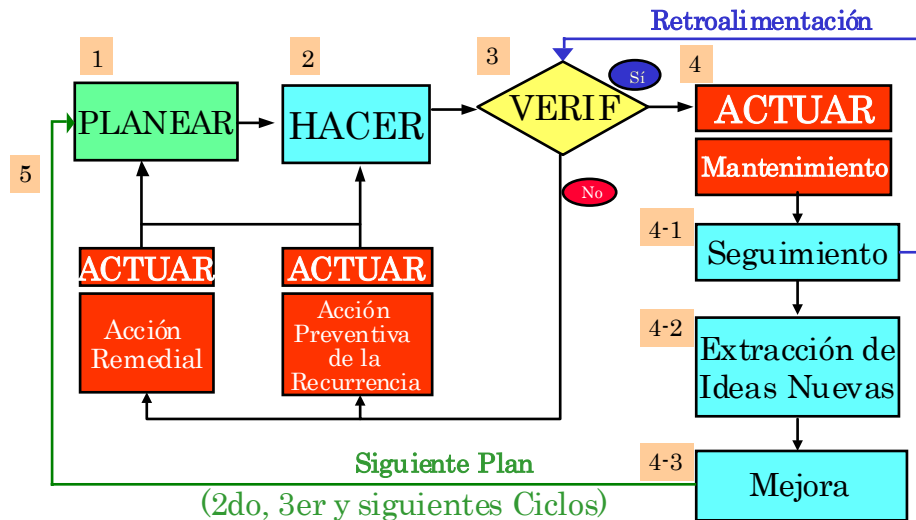 Retroalimentación
1
2
3
4
Sí
PLANEAR
HACER
VERIF
ACTUAR
Mantenimiento
5
No
4-1
Seguimiento
ACTUAR
ACTUAR
Acción
Remedial
Acción
Preventiva
de la
Recurrencia
4-2
Extracción de
Ideas Nuevas
4-3
Mejora
Siguiente Plan
(2do, 3er y siguientes Ciclos)